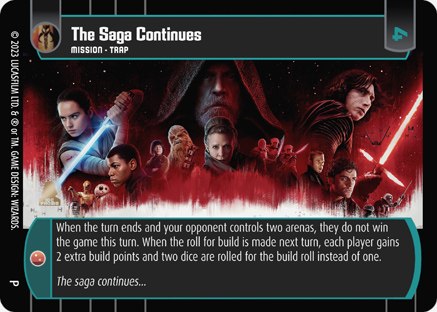 The Saga Continues
MISSION · TRAP
4
When the turn ends and your opponent controls two arenas, they do not win
the game this turn. When the roll for build is made next turn, each player gains
2 extra build points and two dice are rolled for the build roll instead of one.
The saga continues...
© 2023 LUCASFILM LTD. & ® or TM. GAME DESIGN: WIZARDS.
P